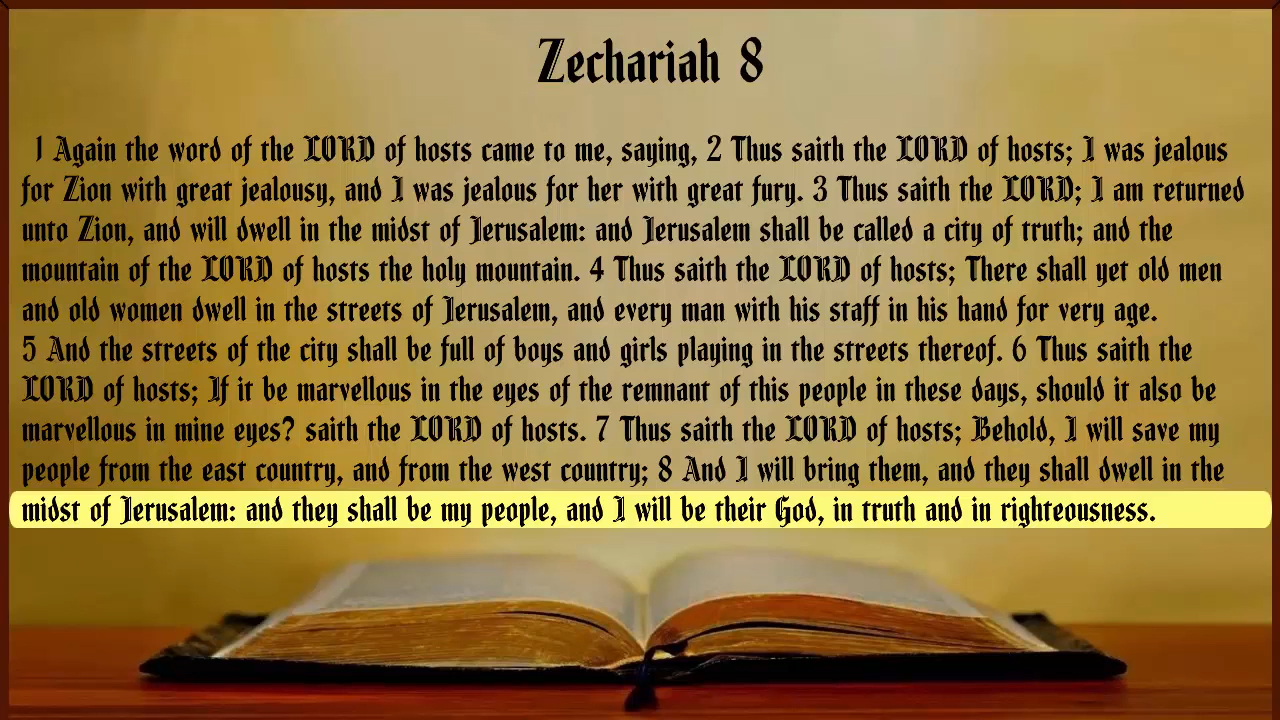 Zechariah 8
1 Again the word of the LORD of hosts came to me, saying, 2 Thus saith the LORD of hosts; I was jealous
for Zion with great jealousy, and I was jealous for her with great fury. 3 Thus saith the LORD; I am returned
unto Zion, and will dwell in the midst of Jerusalem: and Jerusalem shall be called a city of truth; and the
mountain of the LORD of hosts the holy mountain. 4 Thus saith the LORD of hosts; There shall yet old men
and old women dwell in the streets of Jerusalem, and every man with his staff in his hand for very age.
5 And the streets of the city shall be full of boys and girls playing in the streets thereof. 6 Thus saith the
LORD of hosts; If it be marvellous in the eyes of the remnant of this people in these days, should it also be
marvellous in mine eyes? saith the LORD of hosts. 7 Thus saith the LORD of hosts; Behold, I will save my
people from the east country, and from the west country; 8 And I will bring them, and they shall dwell in the
midst of Jerusalem: and they shall be my people, and I will be their God, in truth and in righteousness.